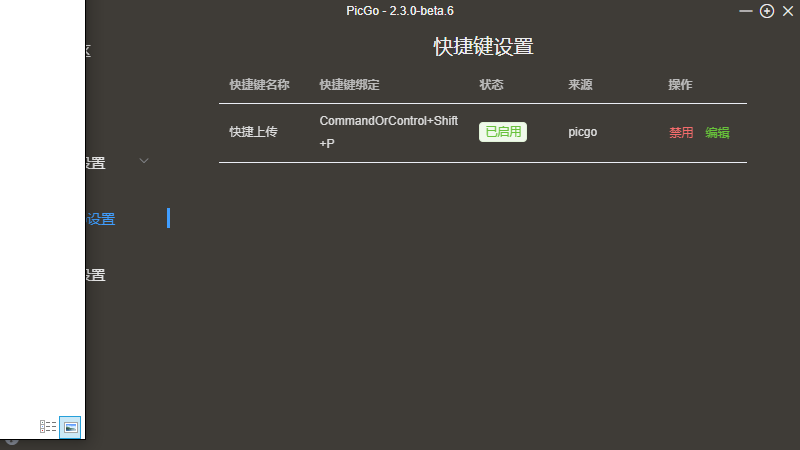 PicGo - 2.3.0-beta.6
快捷键设置
快捷键名称 快捷键绑定 状态 来源 操作
快捷上传 CommandOrControl+Shift+P 已启用 picgo 禁用 编辑
区
设置
设置
设置